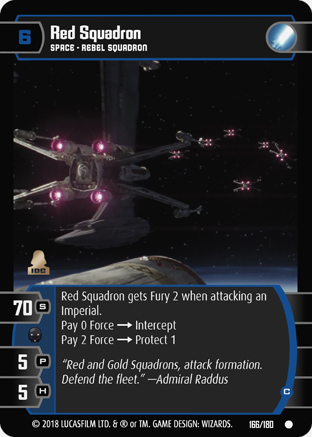 6 Red Squadron
SPACE - REBEL SQUADRON
IDC
70 S
Red Squadron gets Fury 2 when attacking an
Imperial.
Pay 0 Force → Intercept
Pay 2 Force → Protect 1
5 P
"Red and Gold Squadrons, attack formation.
Defend the fleet." —Admiral Raddus
5 H
C
© 2018 LUCASFILM LTD. & ® or TM. GAME DESIGN: WIZARDS. 166/180